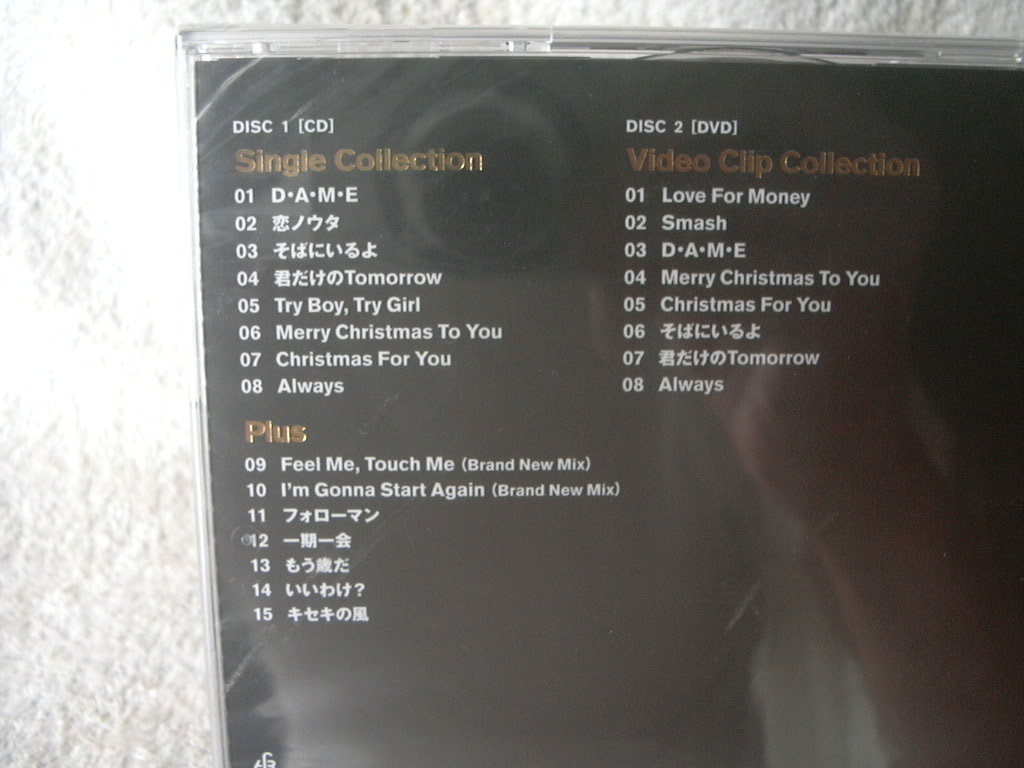 DISC 1 [CD]
Single Collection
01 D・A・M・E
02 恋ノウタ
03 そばにいるよ
04 君だけのTomorrow
05 Try Boy, Try Girl
06 Merry Christmas To You
07 Christmas For You
08 Always
Plus
09 Feel Me, Touch Me (Brand New Mix)
10 I'm Gonna Start Again (Brand New Mix)
11 フォローマン
12 一期一会
13 もう歳だ
14 いいわけ?
15 キセキの風
DISC 2 [DVD]
Video Clip Collection
01 Love For Money
02 Smash
03 D・A・M・E
04 Merry Christmas To You
05 Christmas For You
06 そばにいるよ
07 君だけのTomorrow
08 Always